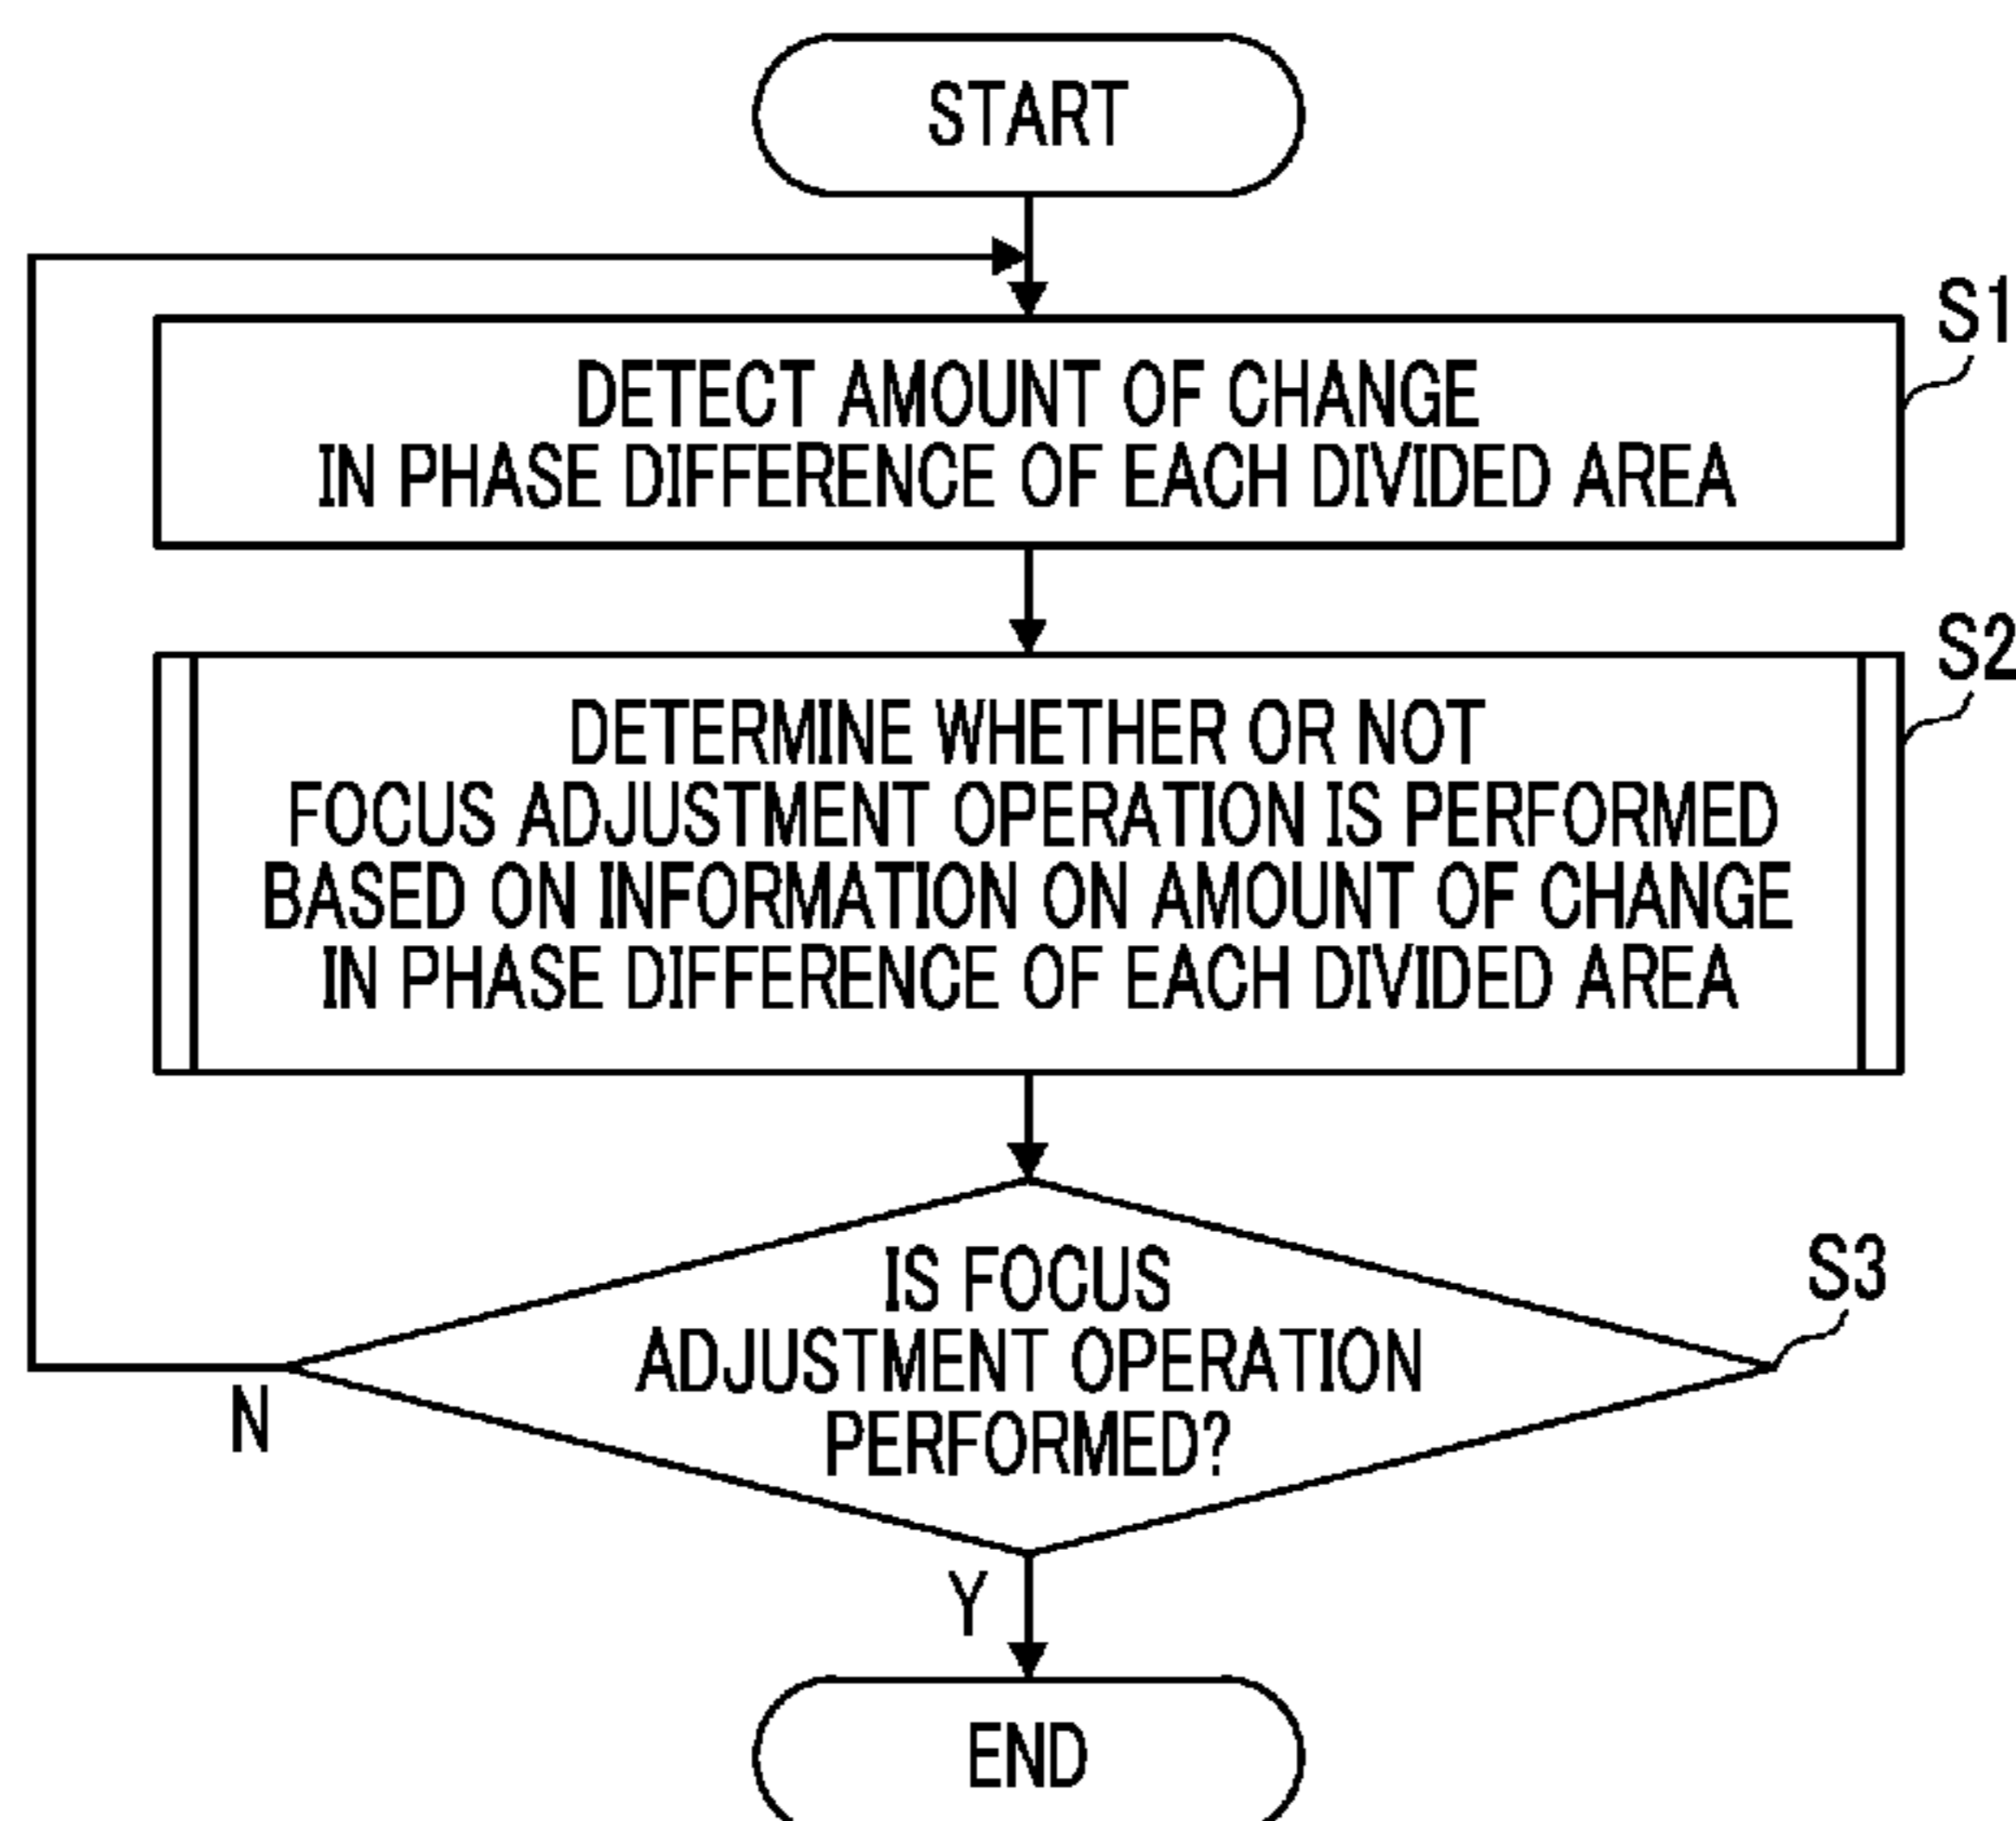 START
S1
DETECT AMOUNT OF CHANGE
IN PHASE DIFFERENCE OF EACH DIVIDED AREA
S2
DETERMINE WHETHER OR NOT
FOCUS ADJUSTMENT OPERATION IS PERFORMED
BASED ON INFORMATION ON AMOUNT OF CHANGE
IN PHASE DIFFERENCE OF EACH DIVIDED AREA
S3
IS FOCUS
ADJUSTMENT OPERATION
PERFORMED?
N
Y
END